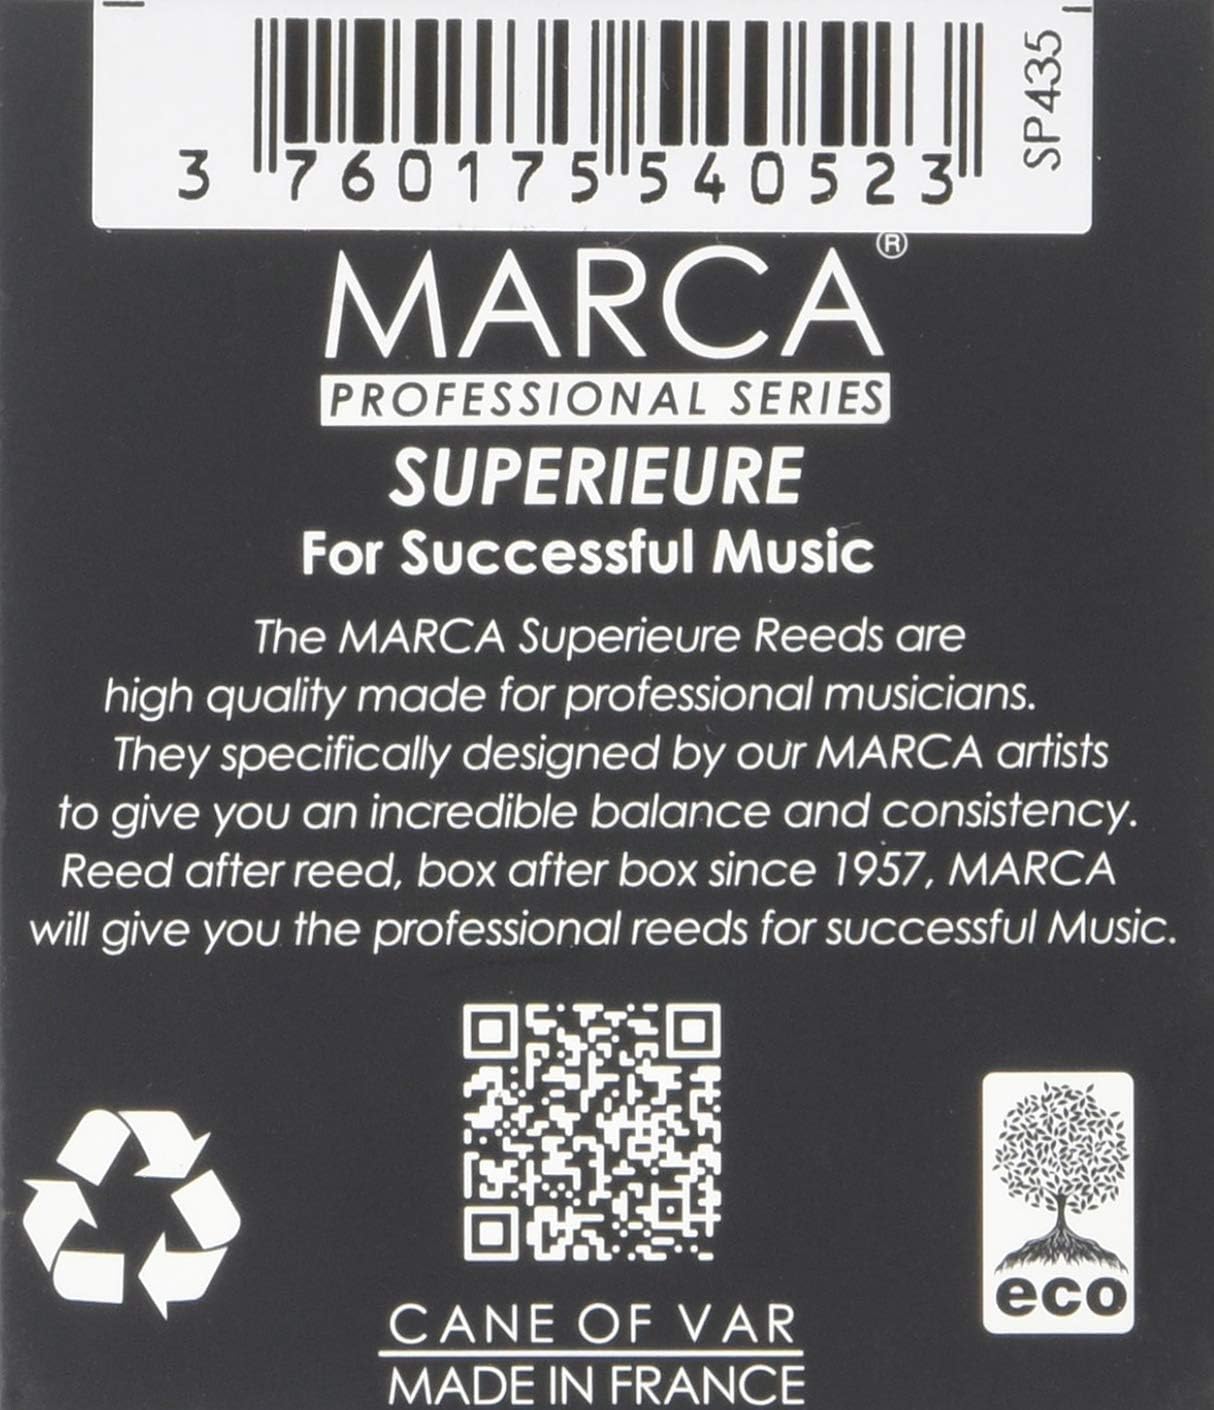 SP435
3 760175 540523
MARCA®
PROFESSIONAL SERIES
SUPERIEURE
For Successful Music
The MARCA Superieure Reeds are
high quality made for professional musicians.
They specifically designed by our MARCA artists
to give you an incredible balance and consistency.
Reed after reed, box after box since 1957, MARCA
will give you the professional reeds for successful Music.
eco
CANE OF VAR
MADE IN FRANCE